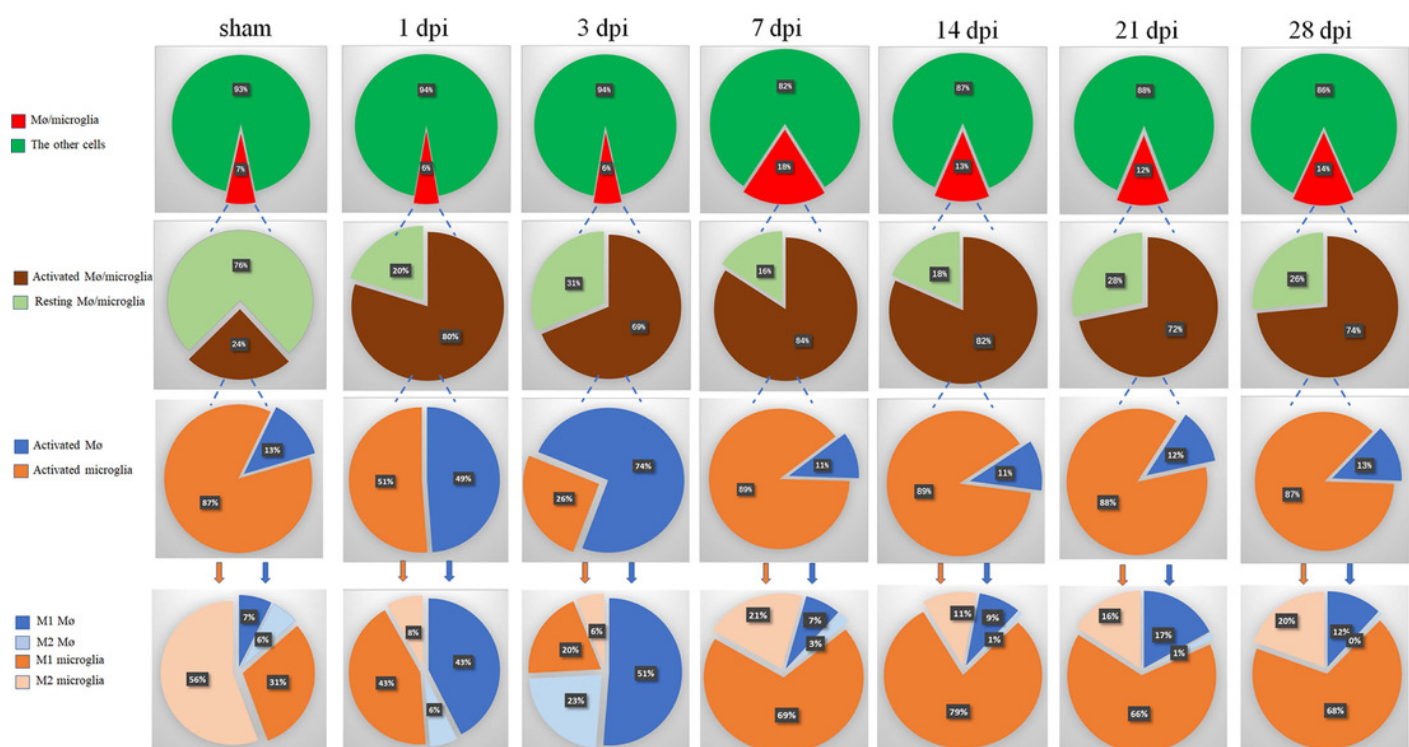 sham 1 dpi 3 dpi 7 dpi 14 dpi 21 dpi 28 dpi
93% 94% 94% 82% 87% 88% 86%
Mø/microglia
The other cells
7% 6% 6% 18% 13% 12% 14%
76% 20% 31% 16% 18% 28% 26%
Activated Mø/microglia
Resting Mø/microglia
24% 80% 69% 84% 82% 72% 74%
Activated Mø
Activated microglia
13% 49% 74% 11% 11% 12% 13%
87% 51% 26% 89% 89% 88% 87%
M1 Mø
M2 Mø
M1 microglia
M2 microglia
7% 6% 31% 56%
8% 43% 43% 6%
6% 20% 51% 23%
21% 7% 3% 69%
11% 9% 1% 79%
16% 17% 1% 66%
20% 12% 0% 68%